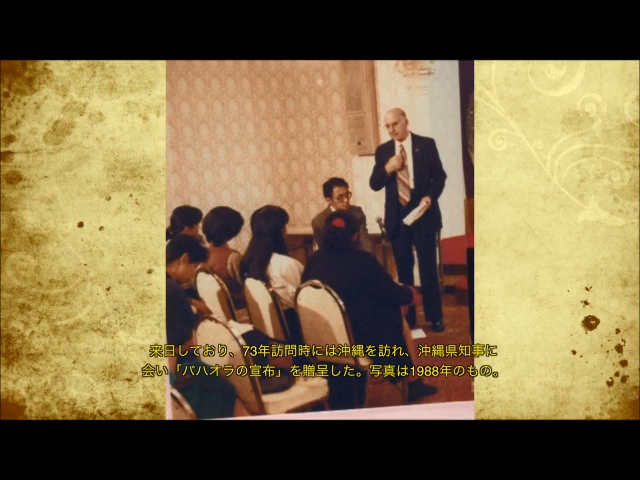 来日しており、73年訪問時には沖縄を訪れ、沖縄県知事に
会い「バハオラの宣布」を贈呈した。写真は1988年のもの。